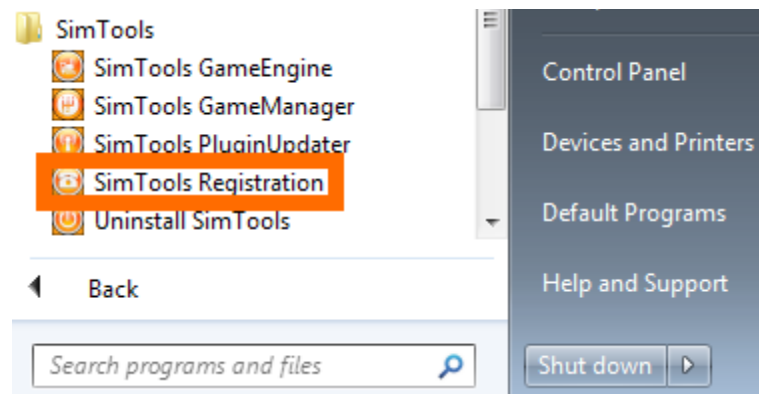 SimTools
SimTools GameEngine
SimTools GameManager
SimTools PluginUpdater
SimTools Registration
Uninstall SimTools
Back
Search programs and files
Control Panel
Devices and Printers
Default Programs
Help and Support
Shut down